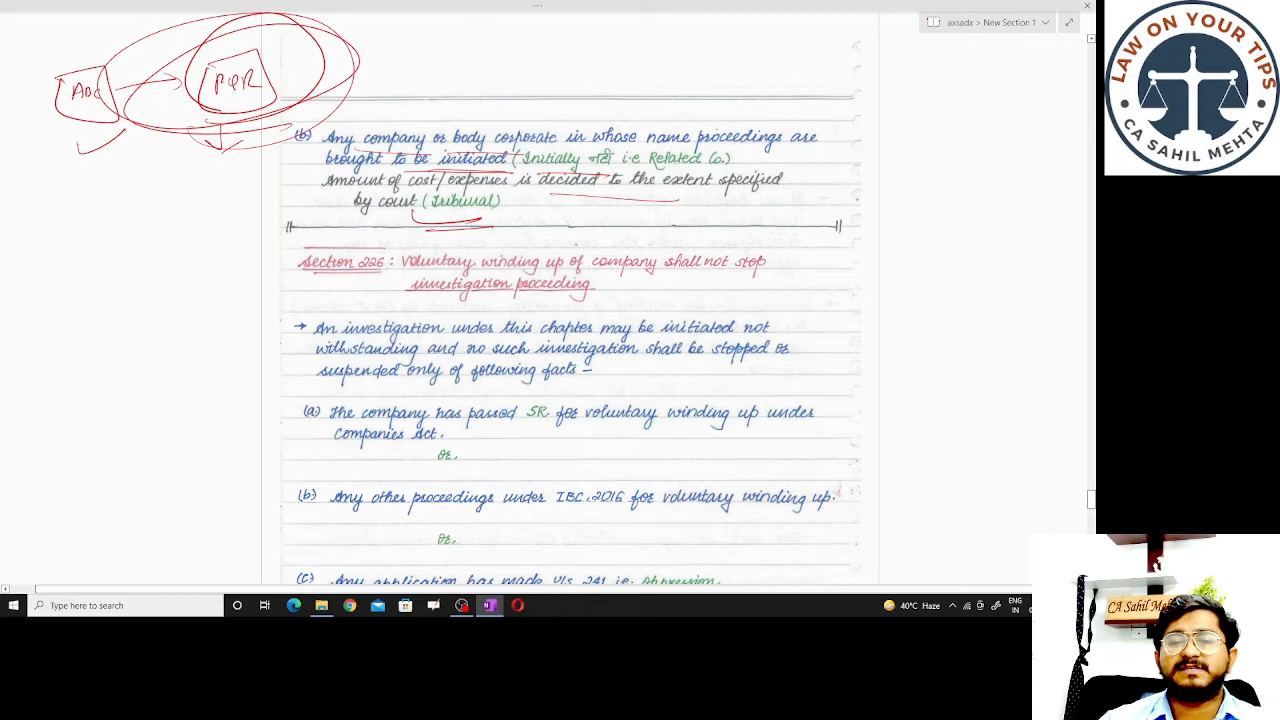 axsadx > New Section 1
ABC
PQR
(b) Any company or body corporate in whose name proceedings are
brought to be initiated (Initially नहीं i.e Related Co.)
Amount of cost/expenses is decided to the extent specified
by court (Tribunal)
Section 226 : Voluntary winding up of company shall not stop
investigation proceeding
→ An investigation under this chapter may be initiated not
withstanding and no such investigation shall be stopped or
suspended only of following facts –
(a) The company has passed SR for voluntary winding up under
Companies Act.
or,
(b) Any other proceedings under IBC, 2016 for voluntary winding up.
or,
(c) Any application has made U/s 241 i.e. Oppression.
Type here to search
40°C Haze
ENG
IN
LAW ON YOUR TIPS
CA SAHIL MEHTA
CA Sahil Me